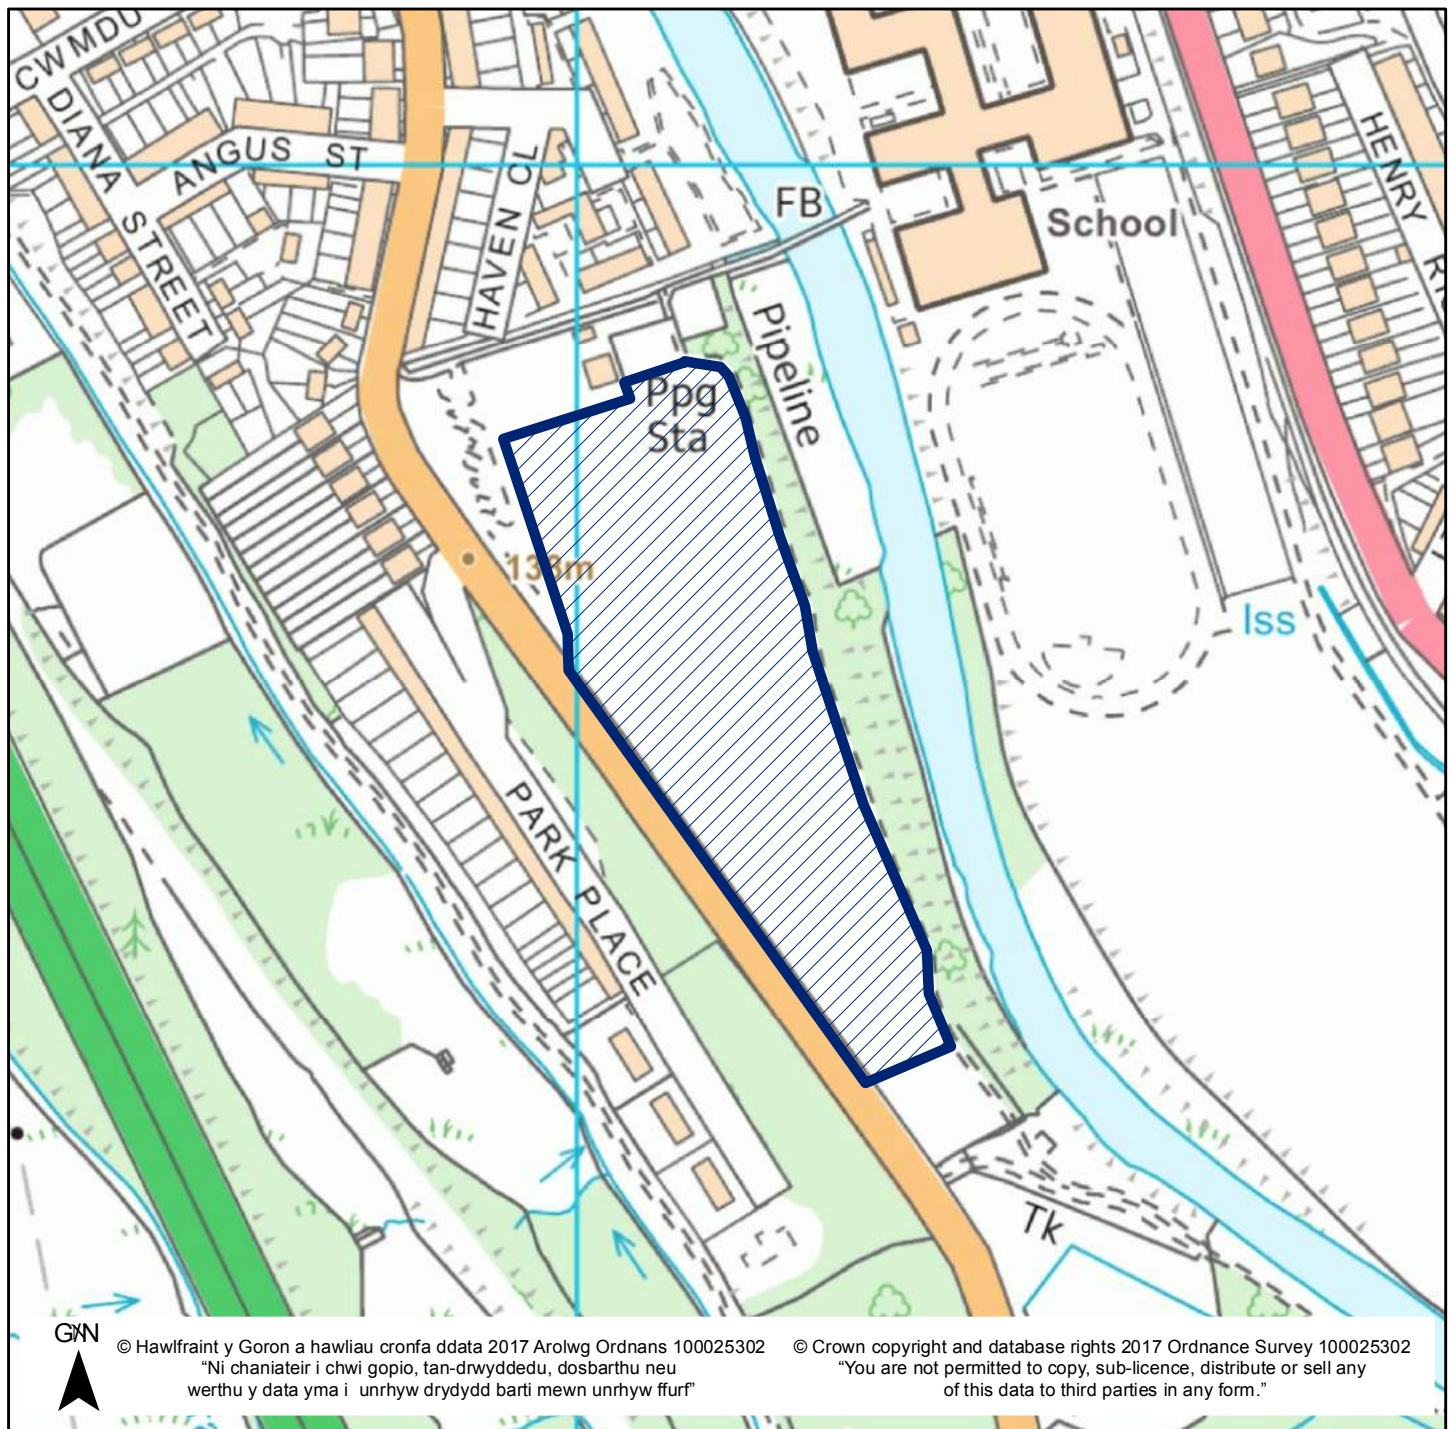 CWMDU
DIANA STREET
ANGUS ST
HAVEN CL
FB
School
HENRY
Pipeline
Ppg
Sta
133m
Iss
PARK PLACE
Tk
© Hawlfraint y Goron a hawliau cronfa ddata 2017 Arolwg Ordnans 100025302
“Ni chaniateir i chwi gopio, tan-drwyddedu, dosbarthu neu
werthu y data yma i unrhyw drydydd barti mewn unrhyw ffurf”
© Crown copyright and database rights 2017 Ordnance Survey 100025302
“You are not permitted to copy, sub-licence, distribute or sell any
of this data to third parties in any form.”